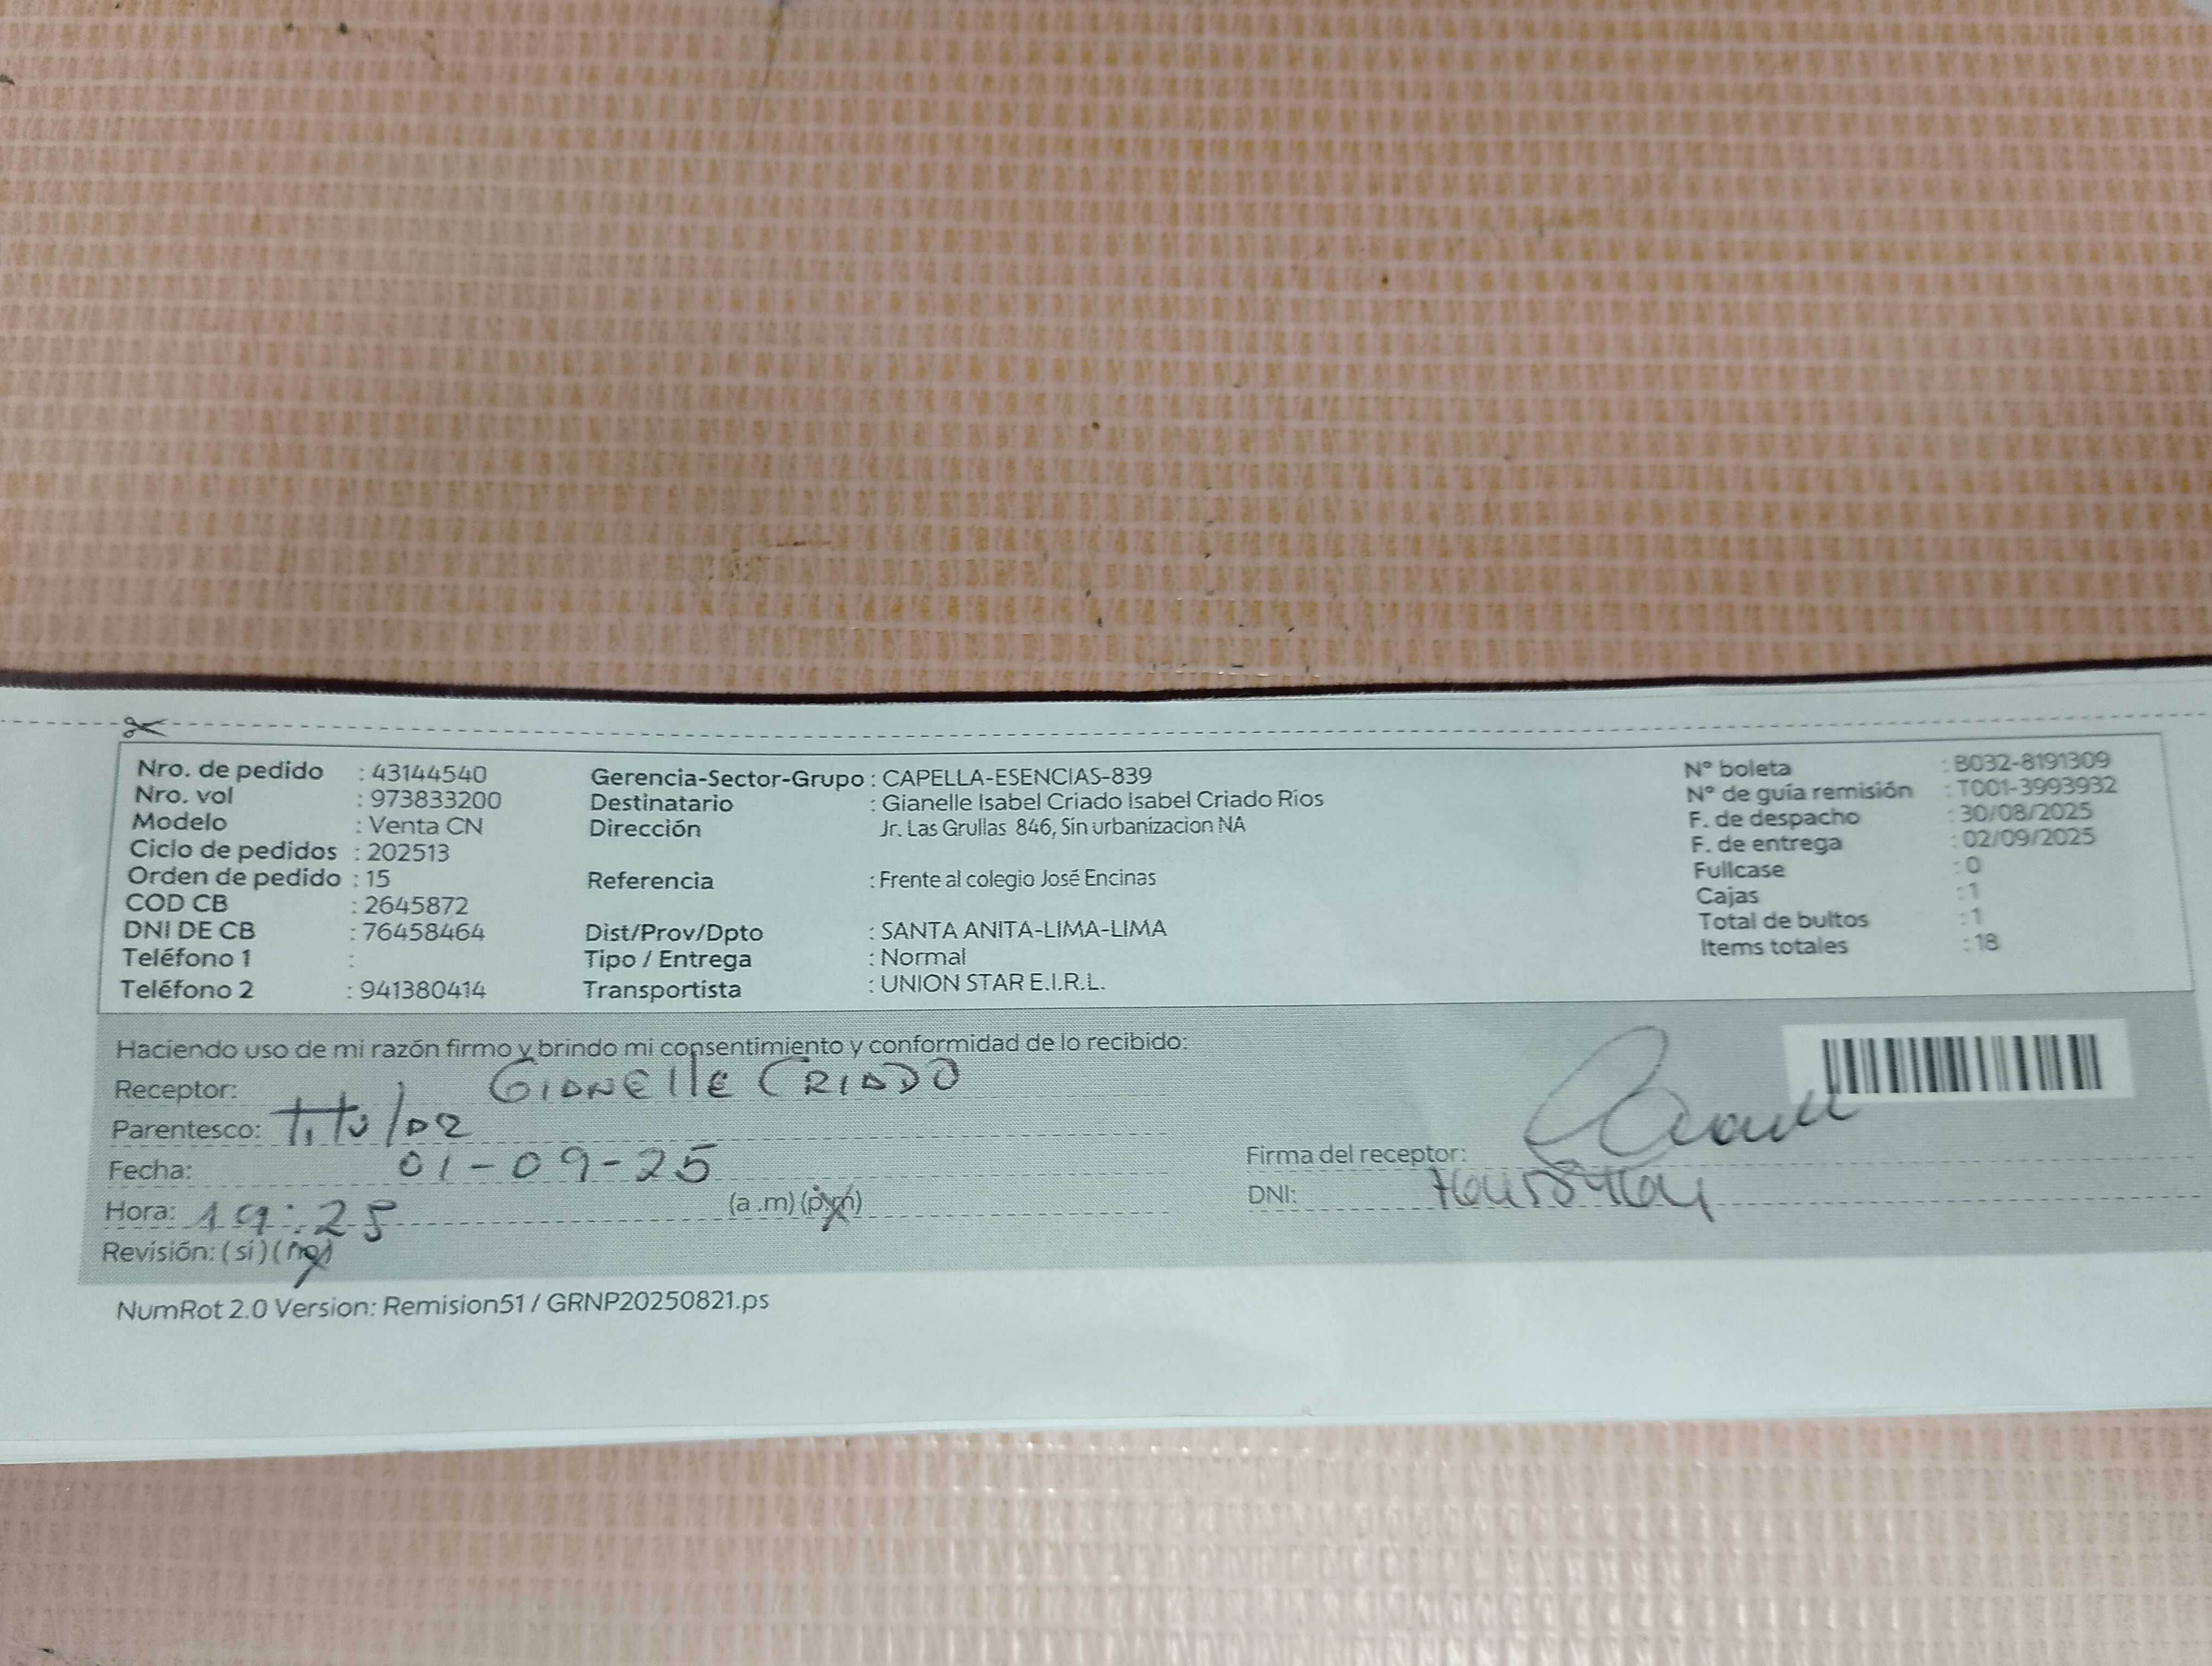 Nro. de pedido : 43144540
Nro. vol : 973833200
Modelo : Venta CN
Ciclo de pedidos : 202513
Orden de pedido : 15
COD CB : 2645872
DNI DE CB : 76458464
Teléfono 1 :
Teléfono 2 : 941380414
Gerencia-Sector-Grupo : CAPELLA-ESENCIAS-839
Destinatario : Gianelle Isabel Criado Isabel Criado Rios
Dirección Jr. Las Grullas 846, Sin urbanizacion NA
Referencia : Frente al colegio José Encinas
Dist/Prov/Dpto : SANTA ANITA-LIMA-LIMA
Tipo / Entrega : Normal
Transportista : UNION STAR E.I.R.L.
N° boleta : B032-8191309
N° de guía remisión : T001-3993932
F. de despacho : 30/08/2025
F. de entrega : 02/09/2025
Fullcase : 0
Cajas : 1
Total de bultos : 1
Items totales : 18
Haciendo uso de mi razón firmo y brindo mi consentimiento y conformidad de lo recibido:
Receptor: GIANELLE CRIADO
Parentesco: Titular
Fecha: 01-09-25
Hora: 19:25 (a.m) (p.m)
Revisión: (si) (no)
Firma del receptor:
DNI: 76458464
NumRot 2.0 Version: Remision51 / GRNP20250821.ps